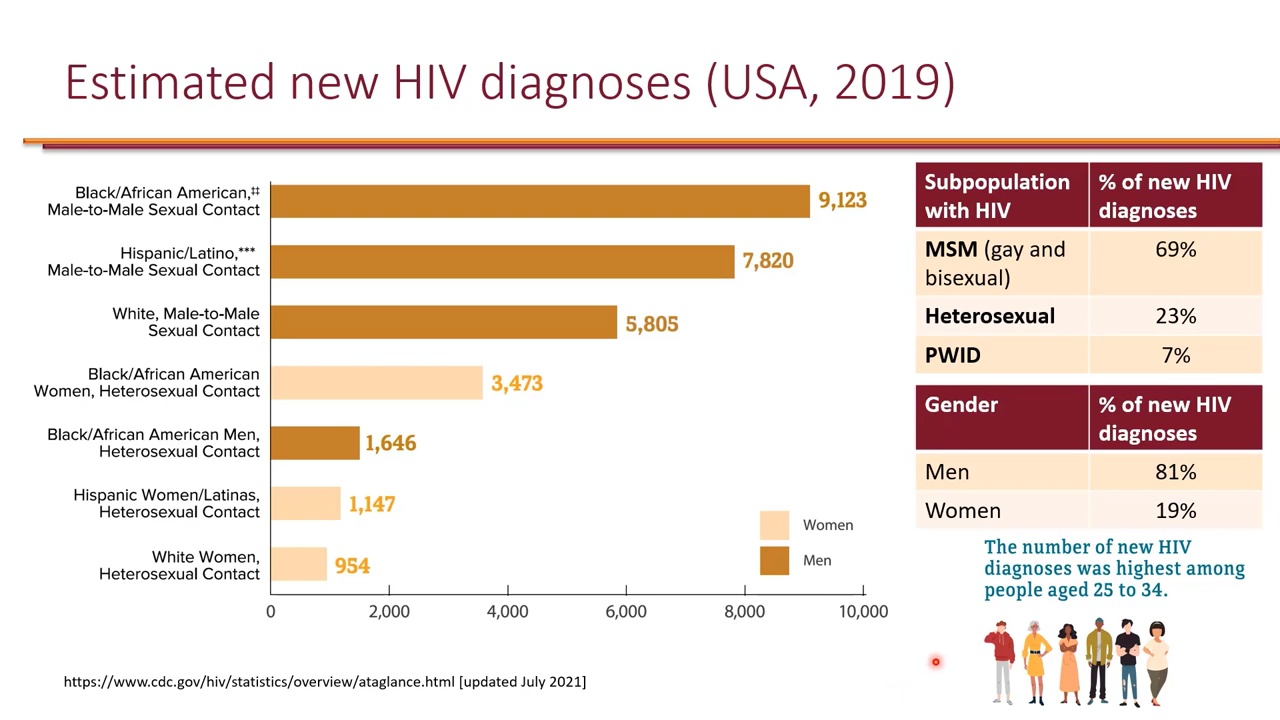 Estimated new HIV diagnoses (USA, 2019)
Black/African American,‡‡
Male-to-Male Sexual Contact
9,123
Hispanic/Latino,***
Male-to-Male Sexual Contact
7,820
White, Male-to-Male
Sexual Contact
5,805
Black/African American
Women, Heterosexual Contact
3,473
Black/African American Men,
Heterosexual Contact
1,646
Hispanic Women/Latinas,
Heterosexual Contact
1,147
White Women,
Heterosexual Contact
954
Women
Men
0 2,000 4,000 6,000 8,000 10,000
Subpopulation
with HIV
% of new HIV
diagnoses
MSM (gay and
bisexual)
69%
Heterosexual 23%
PWID 7%
Gender
% of new HIV
diagnoses
Men 81%
Women 19%
The number of new HIV
diagnoses was highest among
people aged 25 to 34.
https://www.cdc.gov/hiv/statistics/overview/ataglance.html [updated July 2021]